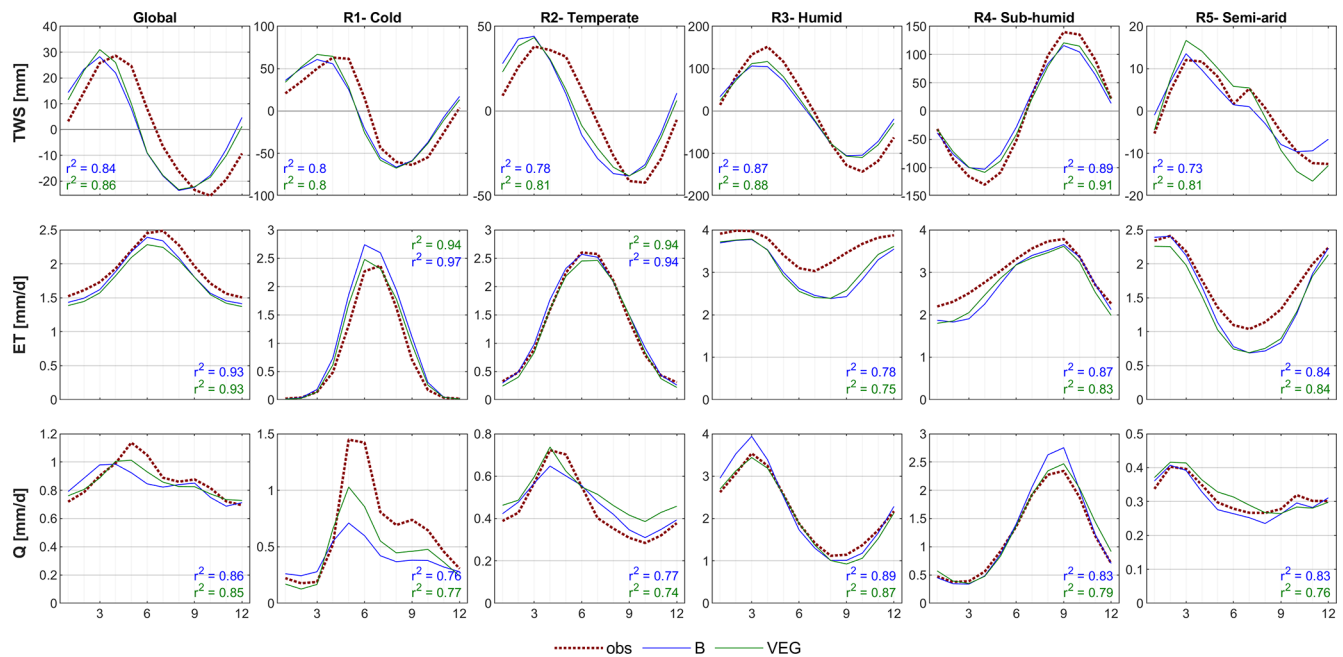 Global
R1- Cold
R2- Temperate
R3- Humid
R4- Sub-humid
R5- Semi-arid
TWS [mm]
40
30
20
10
0
-10
-20
r² = 0.84
r² = 0.86
100
50
0
-50
-100
r² = 0.8
r² = 0.8
50
0
-50
r² = 0.78
r² = 0.81
200
150
100
50
0
-50
-100
-150
r² = 0.87
r² = 0.88
150
100
50
0
-50
-100
-150
r² = 0.89
r² = 0.91
20
10
0
-10
-20
r² = 0.73
r² = 0.81
ET [mm/d]
2.5
2
1.5
1
0.5
0
r² = 0.93
r² = 0.93
3
2.5
2
1.5
1
0.5
0
r² = 0.94
r² = 0.97
3
2.5
2
1.5
1
0.5
0
r² = 0.94
r² = 0.94
4
3
2
1
0
r² = 0.78
r² = 0.75
4
3
2
1
0
r² = 0.87
r² = 0.83
2.5
2
1.5
1
0.5
0
r² = 0.84
r² = 0.84
Q [mm/d]
1.2
1
0.8
0.6
0.4
0.2
0
r² = 0.86
r² = 0.85
3 6 9 12
1.5
1
0.5
0
r² = 0.76
r² = 0.77
3 6 9 12
0.8
0.6
0.4
0.2
0
r² = 0.77
r² = 0.74
3 6 9 12
4
3
2
1
0
r² = 0.89
r² = 0.87
3 6 9 12
4
3
2
1
0
r² = 0.83
r² = 0.79
3 6 9 12
0.5
0.4
0.3
0.2
0.1
0
r² = 0.83
r² = 0.76
3 6 9 12
obs B VEG